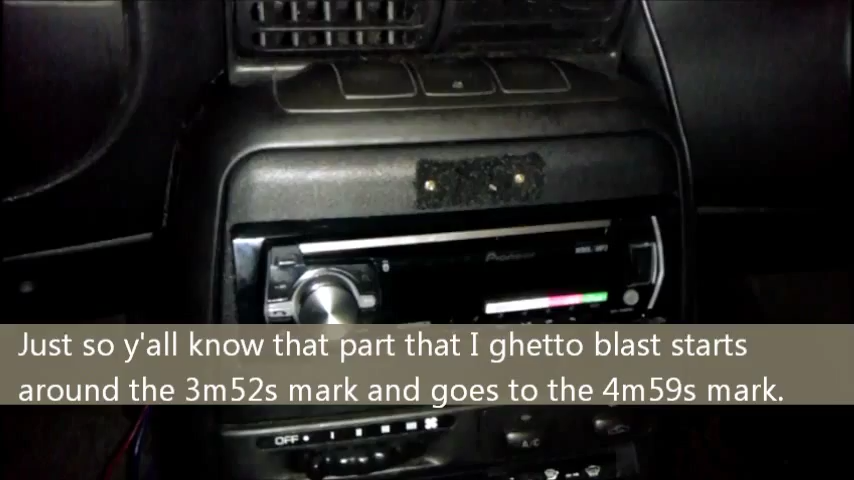 Pioneer
Just so y'all know that part that I ghetto blast starts
around the 3m52s mark and goes to the 4m59s mark.
OFF
A/C